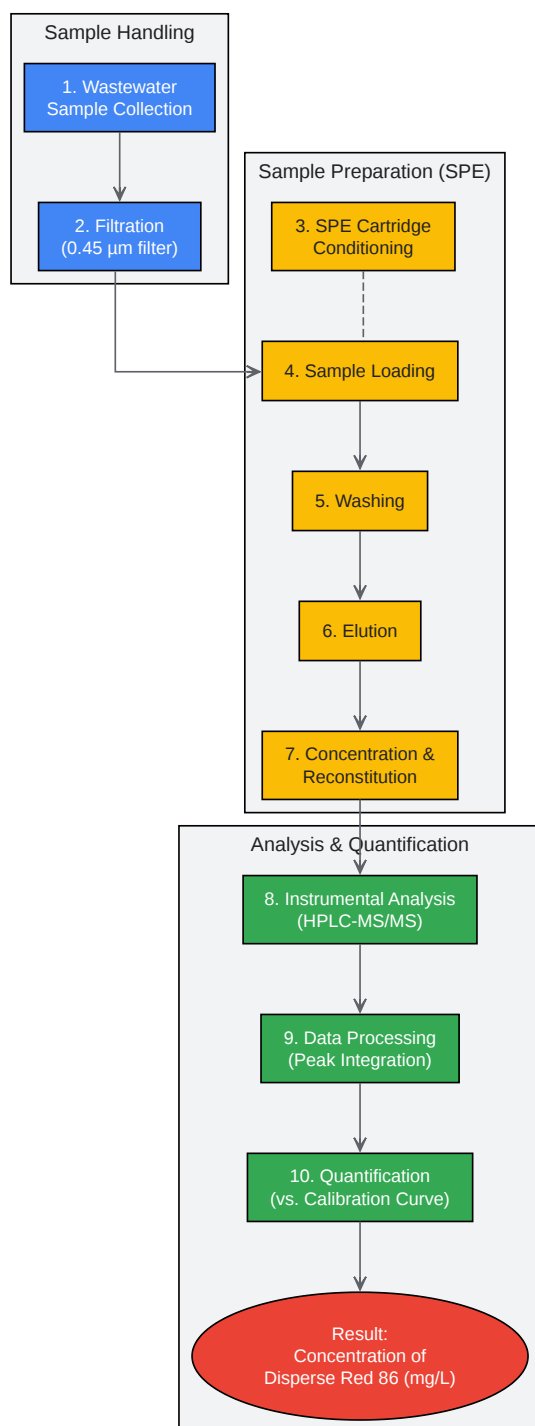 Sample Handling
1. Wastewater
Sample Collection
2. Filtration
(0.45 µm filter)
Sample Preparation (SPE)
3. SPE Cartridge
Conditioning
4. Sample Loading
5. Washing
6. Elution
7. Concentration &
Reconstitution
Analysis & Quantification
8. Instrumental Analysis
(HPLC-MS/MS)
9. Data Processing
(Peak Integration)
10. Quantification
(vs. Calibration Curve)
Result:
Concentration of
Disperse Red 86 (mg/L)